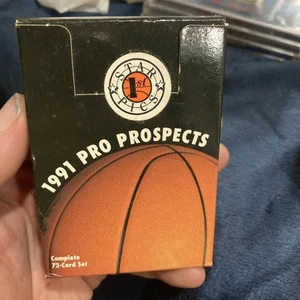 STAR
1st
PICS
1991 PRO PROSPECTS
Complete
72-Card Set